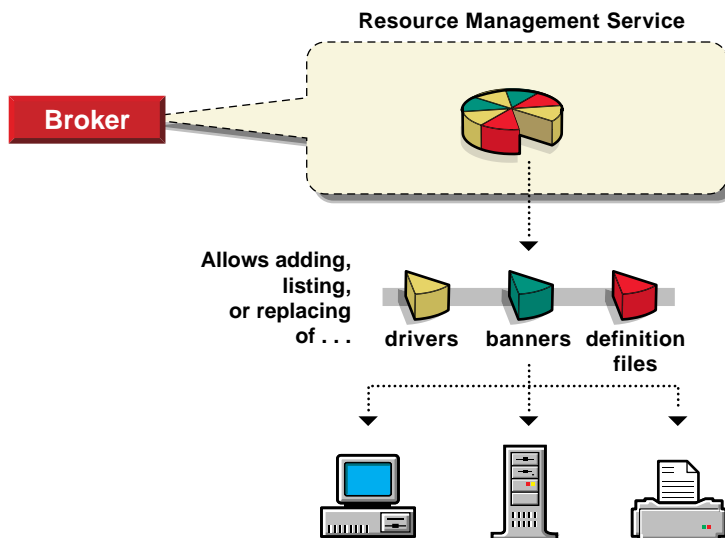 Resource Management Service
Broker
Allows adding,
listing,
or replacing
of . . .
drivers
banners
definition
files